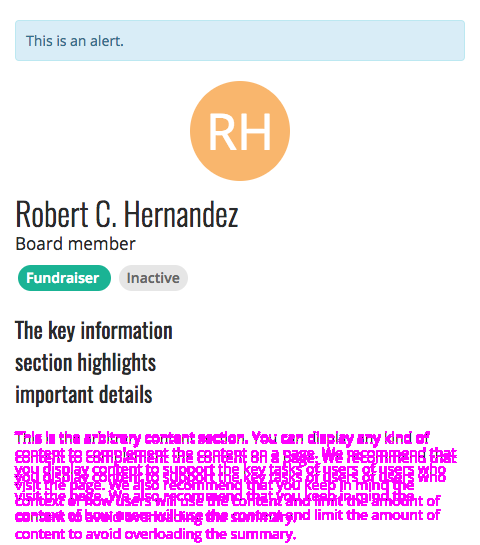 This is an alert.
RH
Robert C. Hernandez
Board member
Fundraiser
Inactive
The key information
section highlights
important details
This is the arbitrary content section. You can display any kind of
content to complement the content on a page. We recommend that
you display content to support the key tasks of users of users who
visit the page. We also recommend that you keep in mind the
context of how users will use the content and limit the amount of
content to avoid overloading the summary.